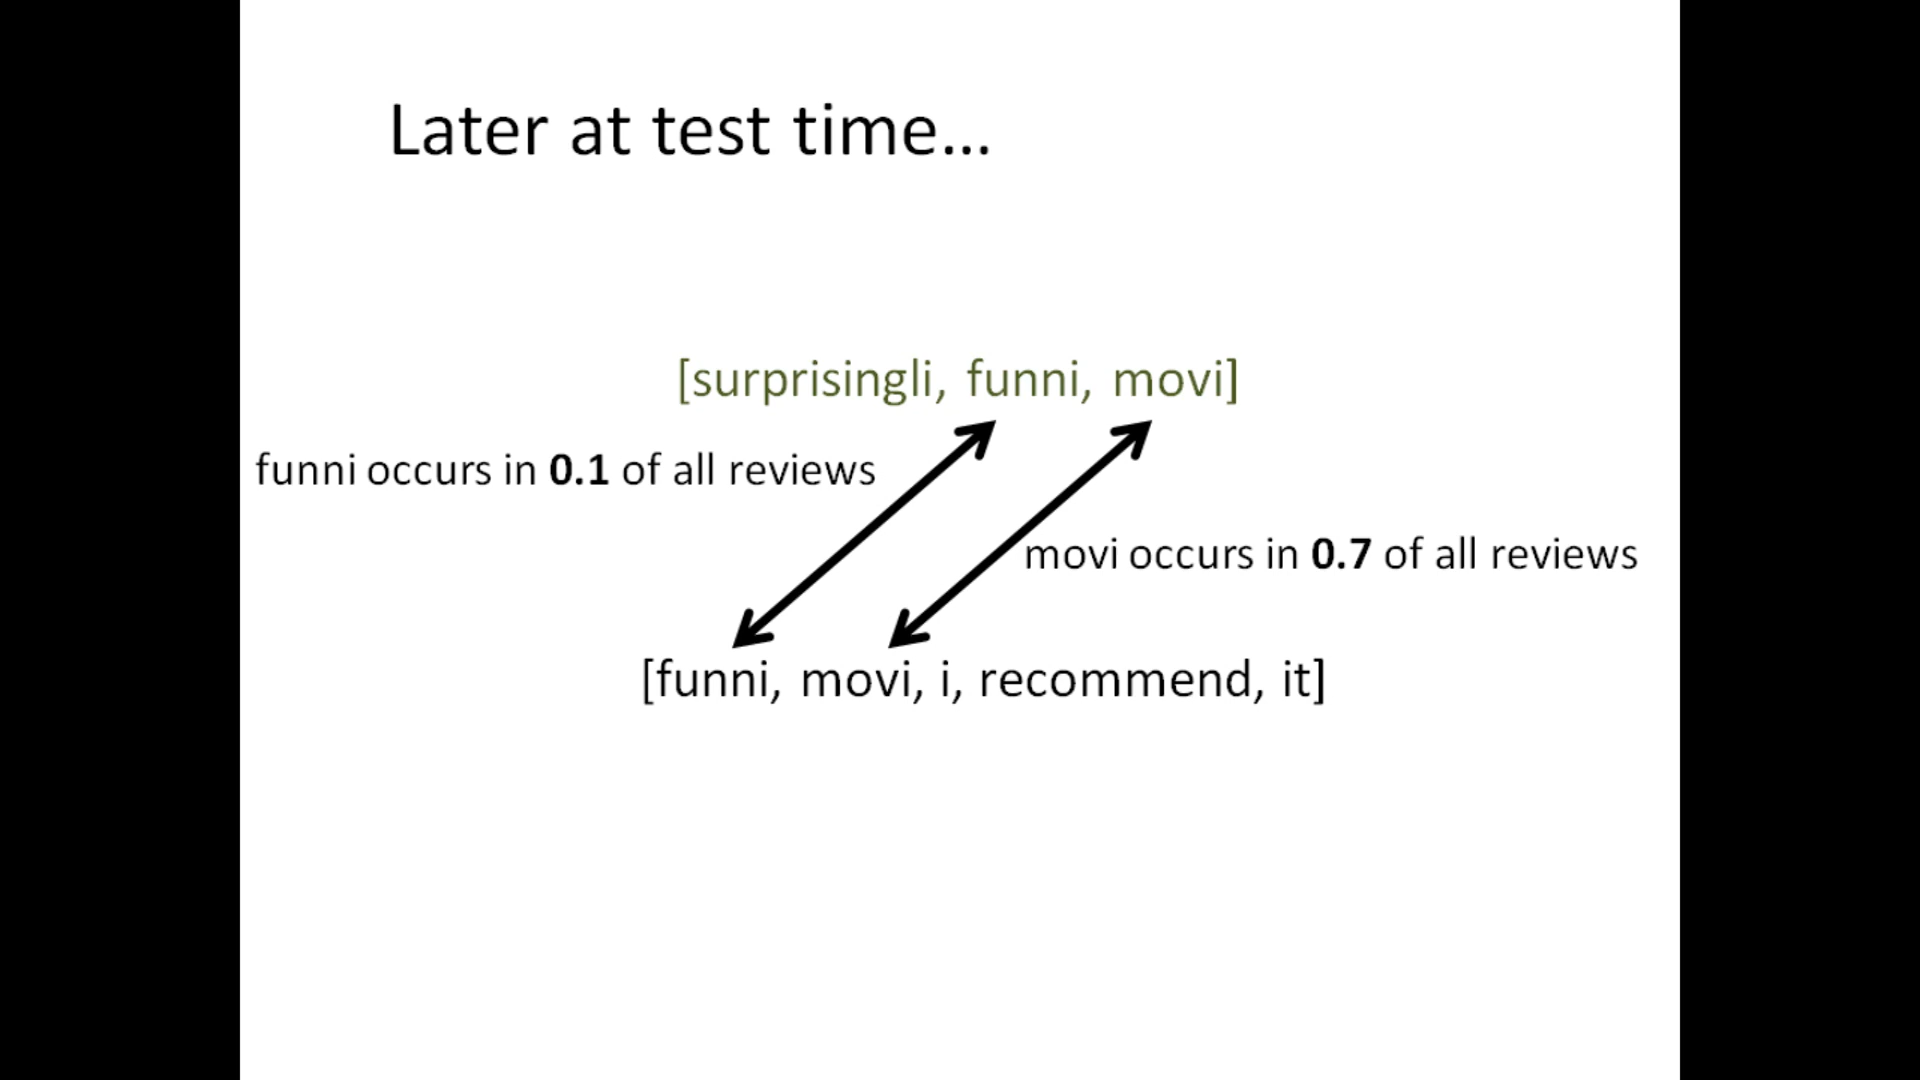 Later at test time...
[surprisingli, funni, movi]
funni occurs in 0.1 of all reviews
movi occurs in 0.7 of all reviews
[funni, movi, i, recommend, it]